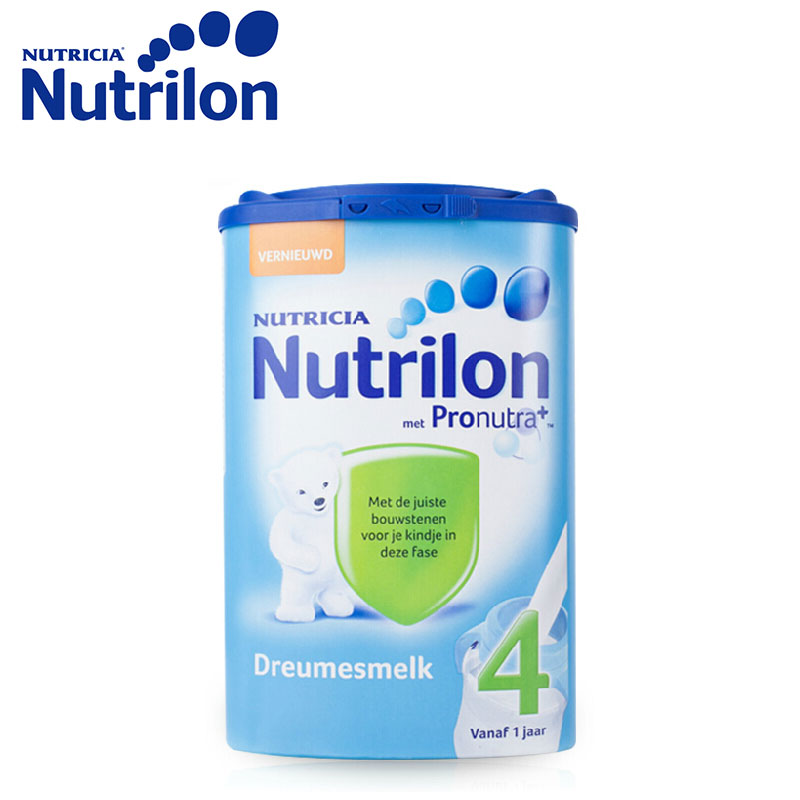 NUTRICIA®
Nutrilon
VERNIEUWD
NUTRICIA
Nutrilon
met Pronutra+™
Met de juiste
bouwstenen
voor je kindje in
deze fase
4
Dreumesmelk
Vanaf 1 jaar